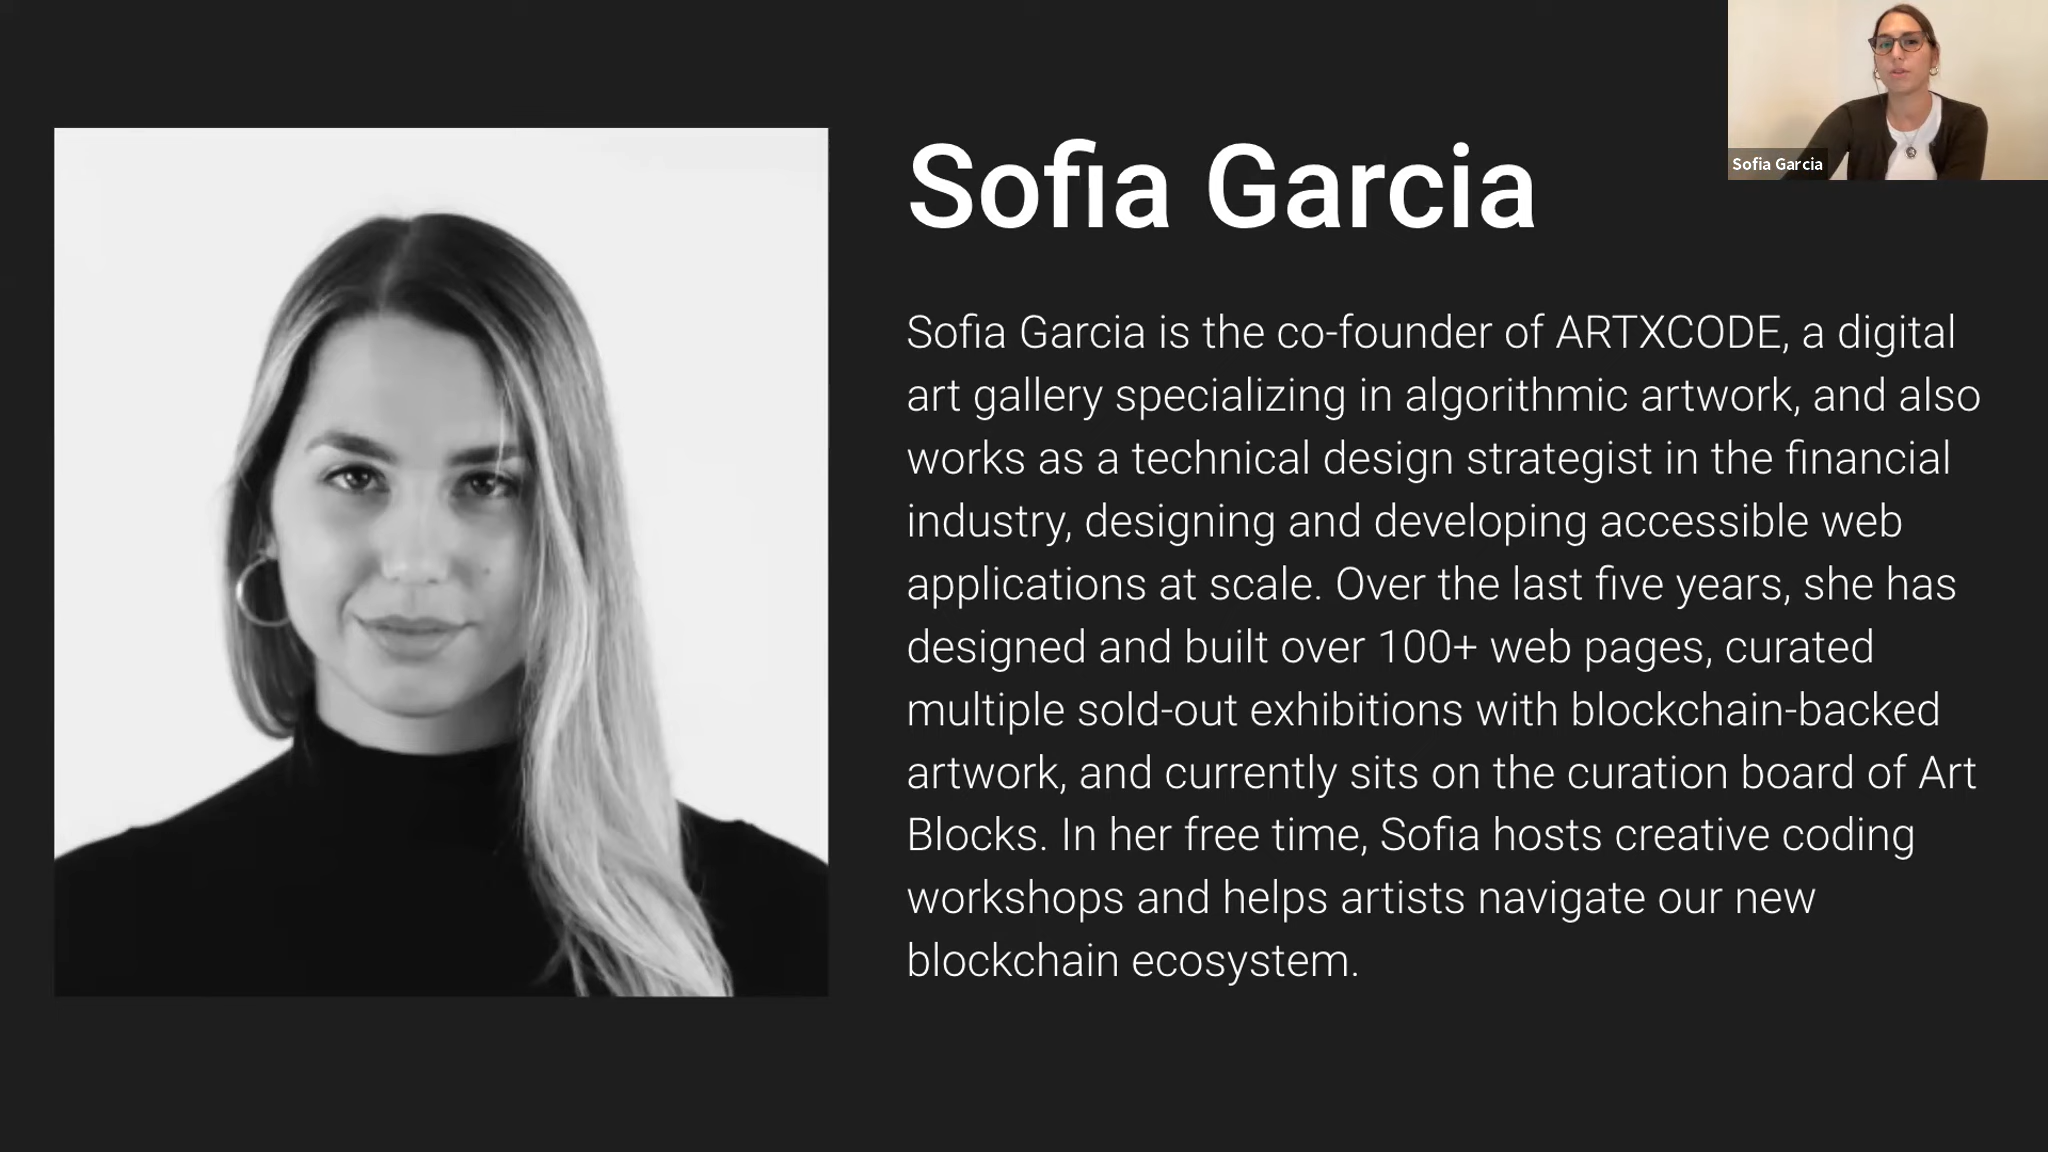 Sofia Garcia
Sofia Garcia is the co-founder of ARTXCODE, a digital
art gallery specializing in algorithmic artwork, and also
works as a technical design strategist in the financial
industry, designing and developing accessible web
applications at scale. Over the last five years, she has
designed and built over 100+ web pages, curated
multiple sold-out exhibitions with blockchain-backed
artwork, and currently sits on the curation board of Art
Blocks. In her free time, Sofia hosts creative coding
workshops and helps artists navigate our new
blockchain ecosystem.
Sofia Garcia